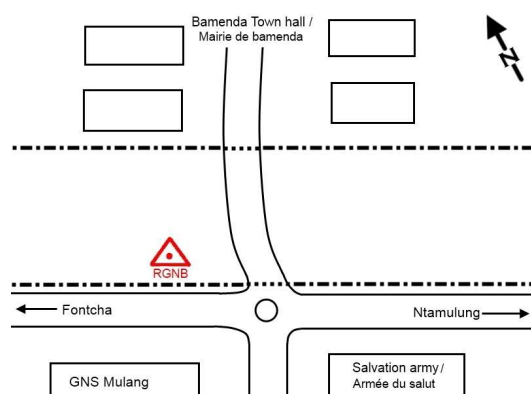 Bamenda Town hall /
Mairie de bamenda
N
RGNB
Fontcha
Ntamulung
GNS Mulang
Salvation army /
Armée du salut